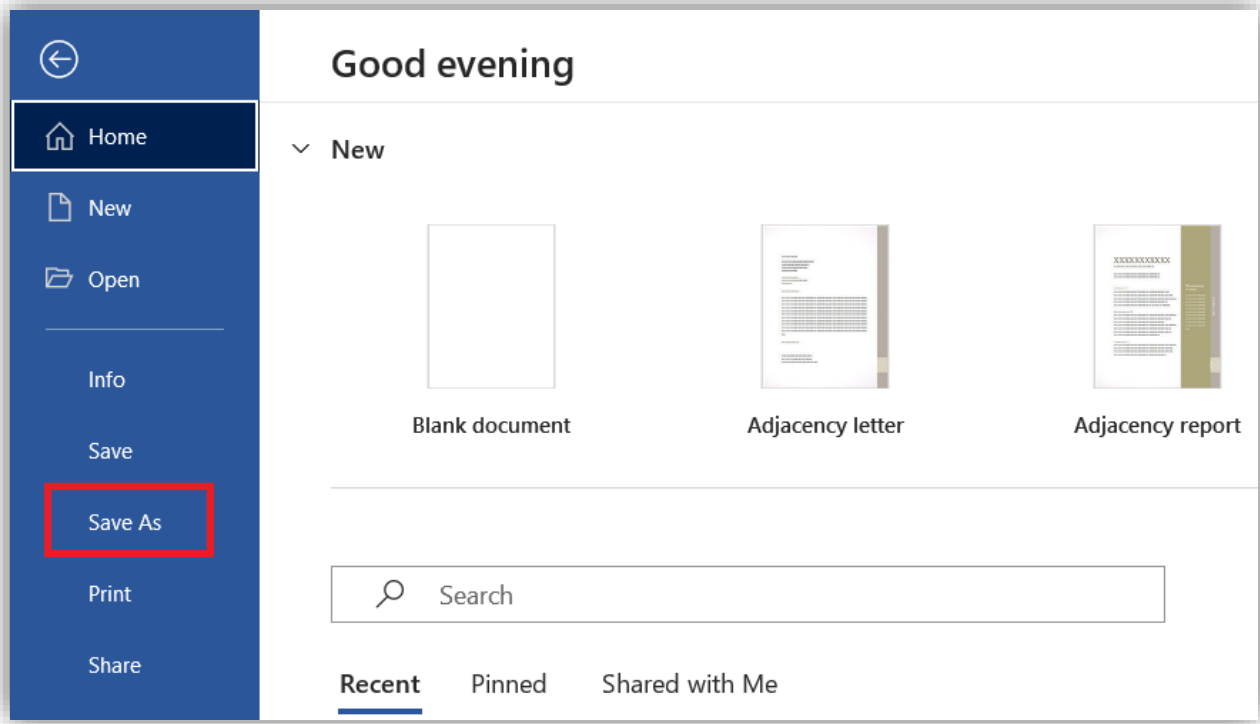 Good evening
Home
New
Open
Info
Save
Save As
Print
Share
New
Blank document
Adjacency letter
Adjacency report
XXXXXXXXXXX
Search
Recent Pinned Shared with Me